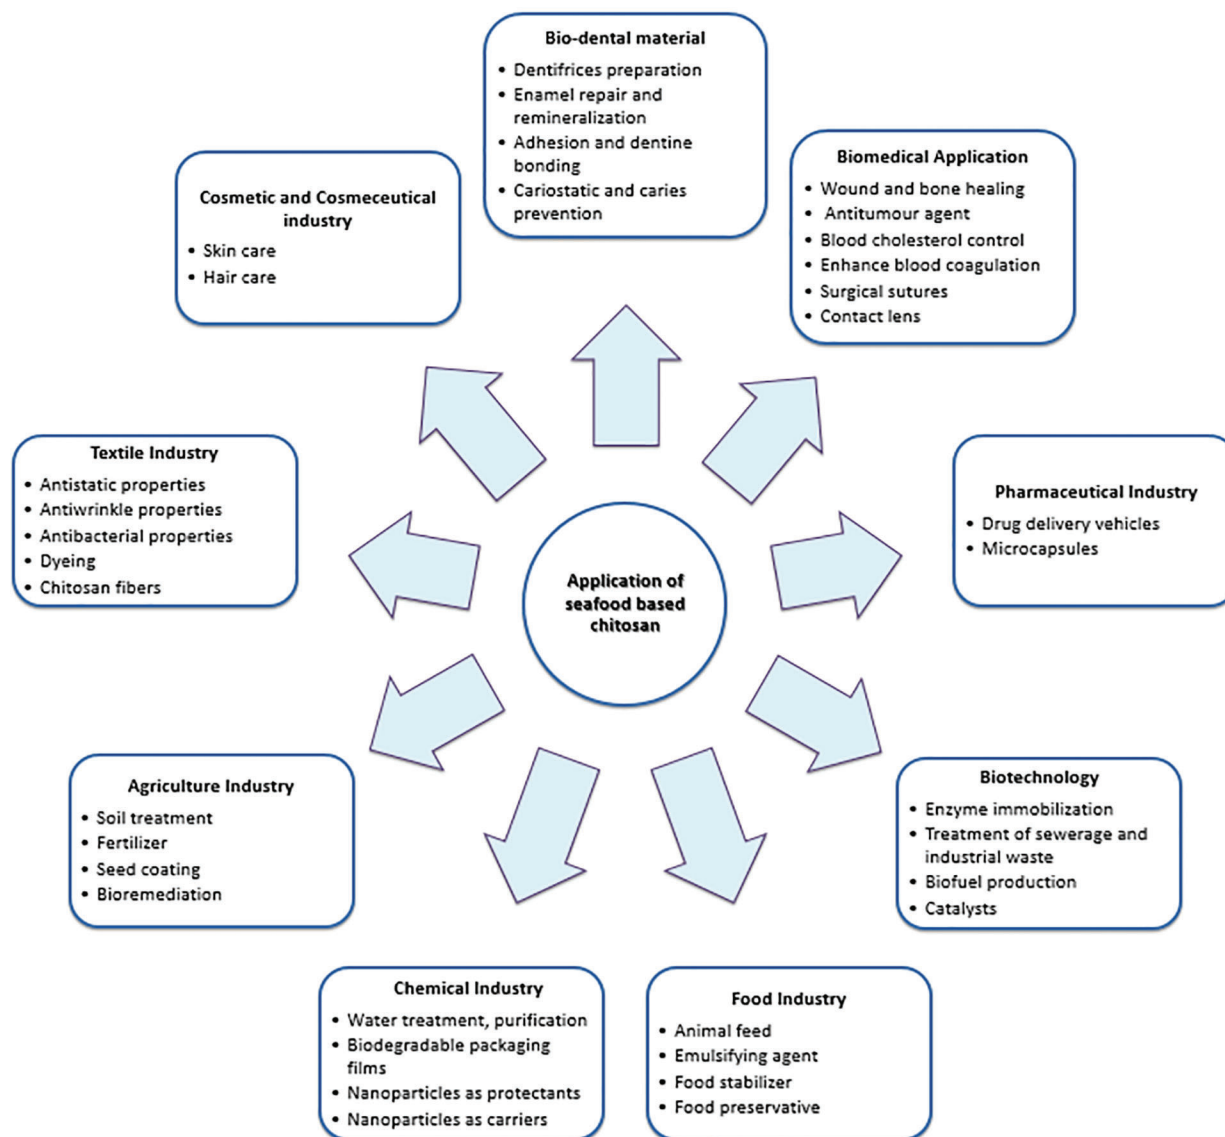 Bio-dental material
• Dentifrices preparation
• Enamel repair and
remineralization
• Adhesion and dentine
bonding
• Cariostatic and caries
prevention
Biomedical Application
• Wound and bone healing
• Antitumour agent
• Blood cholesterol control
• Enhance blood coagulation
• Surgical sutures
• Contact lens
Cosmetic and Cosmeceutical
industry
• Skin care
• Hair care
Textile Industry
• Antistatic properties
• Antiwrinkle properties
• Antibacterial properties
• Dyeing
• Chitosan fibers
Pharmaceutical Industry
• Drug delivery vehicles
• Microcapsules
Application of
seafood based
chitosan
Agriculture Industry
• Soil treatment
• Fertilizer
• Seed coating
• Bioremediation
Biotechnology
• Enzyme immobilization
• Treatment of sewerage and
industrial waste
• Biofuel production
• Catalysts
Chemical Industry
• Water treatment, purification
• Biodegradable packaging
films
• Nanoparticles as protectants
• Nanoparticles as carriers
Food Industry
• Animal feed
• Emulsifying agent
• Food stabilizer
• Food preservative